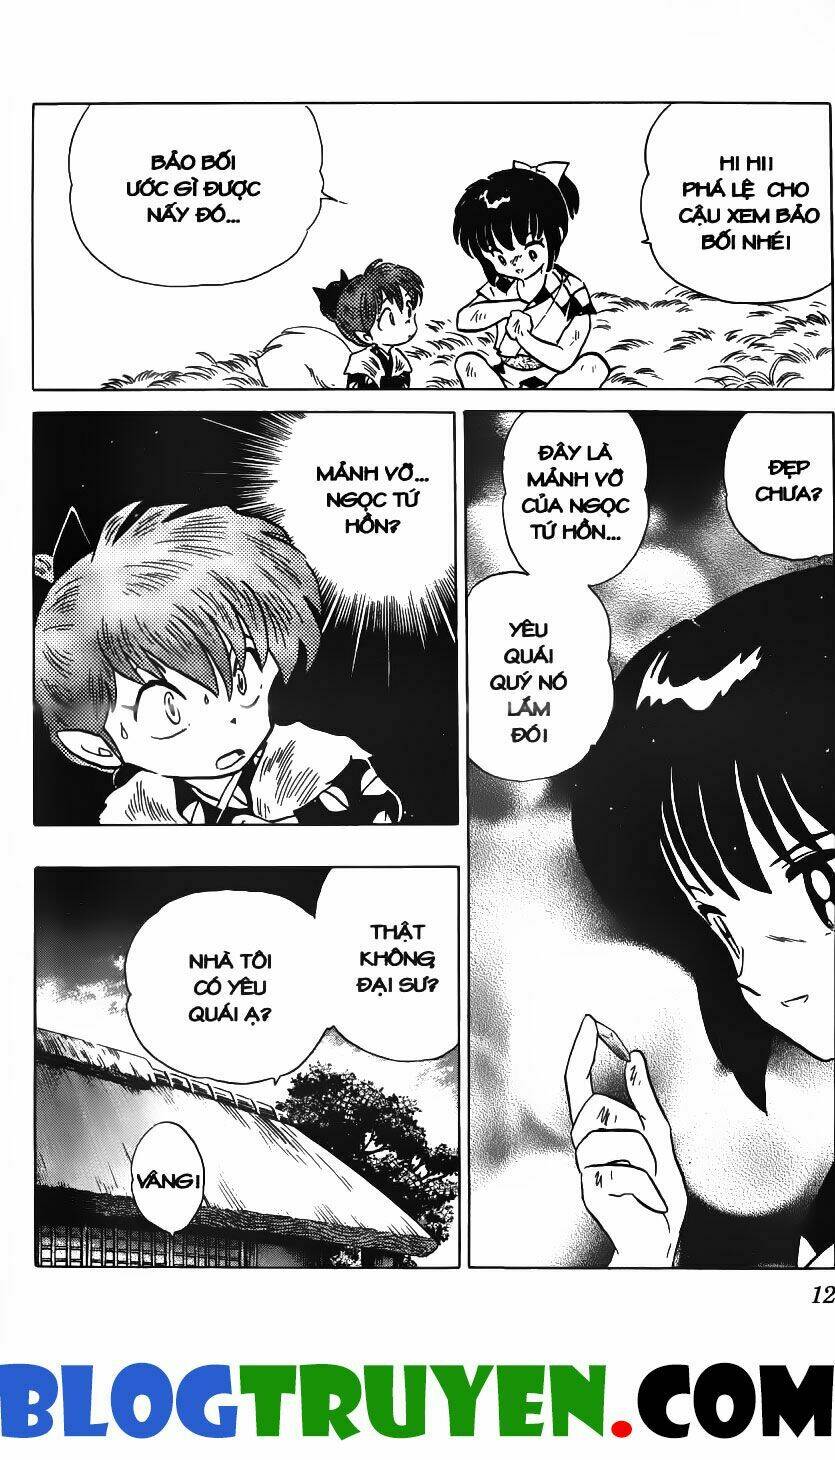 HI HI!
PHÁ LỆ CHO
CẬU XEM BẢO
BỐI NHÉ!
BẢO BỐI
ƯỚC GÌ ĐƯỢC
NẤY ĐÓ...
ĐẸP
CHƯA?
ĐÂY LÀ
MẢNH VỠ
CỦA NGỌC
TỨ HỒN...
YÊU
QUÁI
QUÝ NÓ
LẮM
ĐÓ!
MẢNH VỠ...
NGỌC TỨ
HỒN?
THẬT
KHÔNG,
ĐẠI SƯ?
NHÀ TÔI
CÓ YÊU
QUÁI Ạ?
VÂNG!
12
BLOGTRUYEN.COM